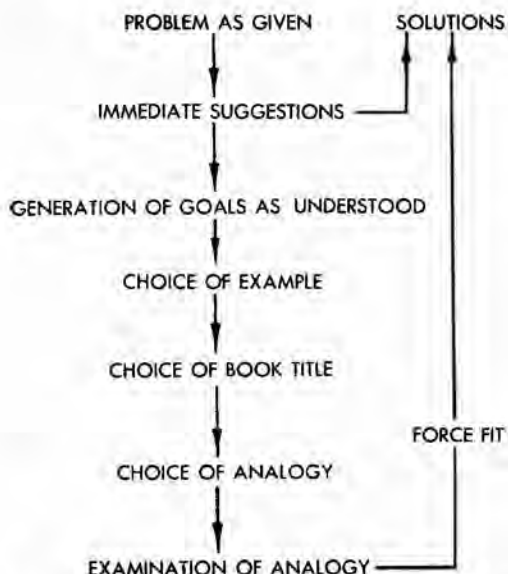 PROBLEM AS GIVEN SOLUTIONS
IMMEDIATE SUGGESTIONS
GENERATION OF GOALS AS UNDERSTOOD
CHOICE OF EXAMPLE
CHOICE OF BOOK TITLE
FORCE FIT
CHOICE OF ANALOGY
EXAMINATION OF ANALOGY